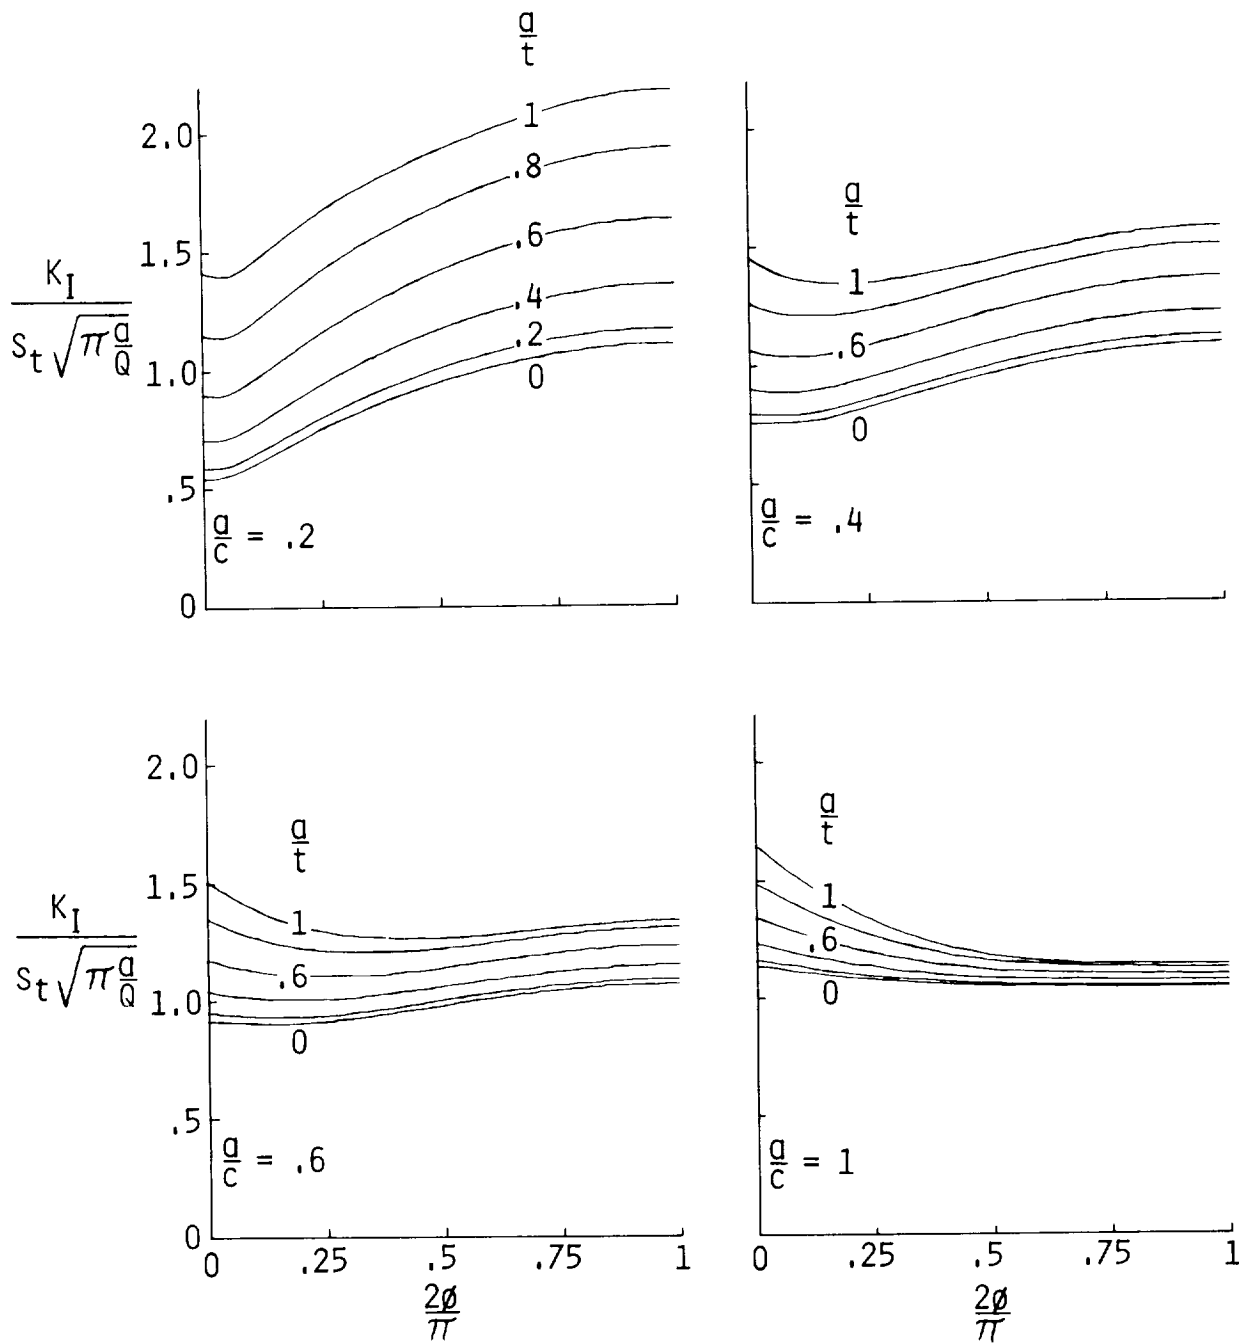 a/t
2.0
1.5
1.0
.5
0
K_I / S_t √(π a/Q)
1
.8
.6
.4
.2
0
a/c = .2
a/t
1
.6
0
a/c = .4
2.0
1.5
1.0
.5
0
K_I / S_t √(π a/Q)
a/t
1
.6
0
a/c = .6
0 .25 .5 .75 1
2ø/π
a/t
1
.6
0
a/c = 1
0 .25 .5 .75 1
2ø/π